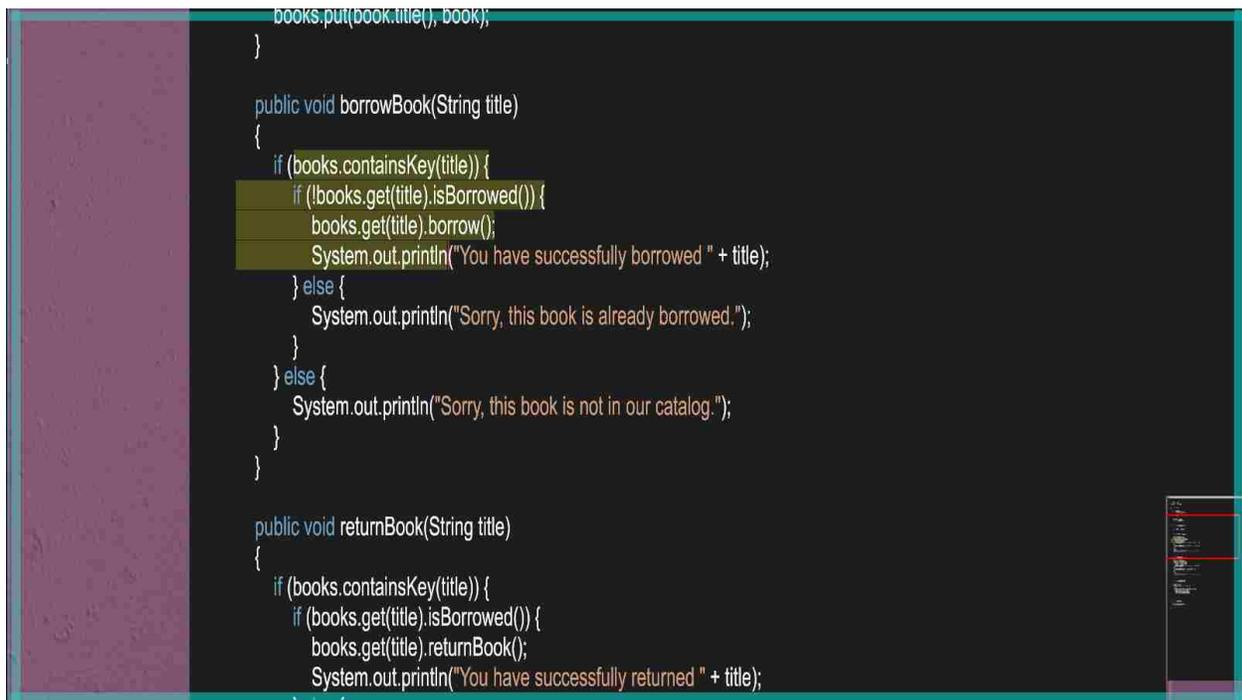 books.put(book.title(), book);
}
public void borrowBook(String title)
{
if (books.containsKey(title)) {
if (!books.get(title).isBorrowed()) {
books.get(title).borrow();
System.out.println("You have successfully borrowed " + title);
} else {
System.out.println("Sorry, this book is already borrowed.");
}
} else {
System.out.println("Sorry, this book is not in our catalog.");
}
}
public void returnBook(String title)
{
if (books.containsKey(title)) {
if (books.get(title).isBorrowed()) {
books.get(title).returnBook();
System.out.println("You have successfully returned " + title);
} else {